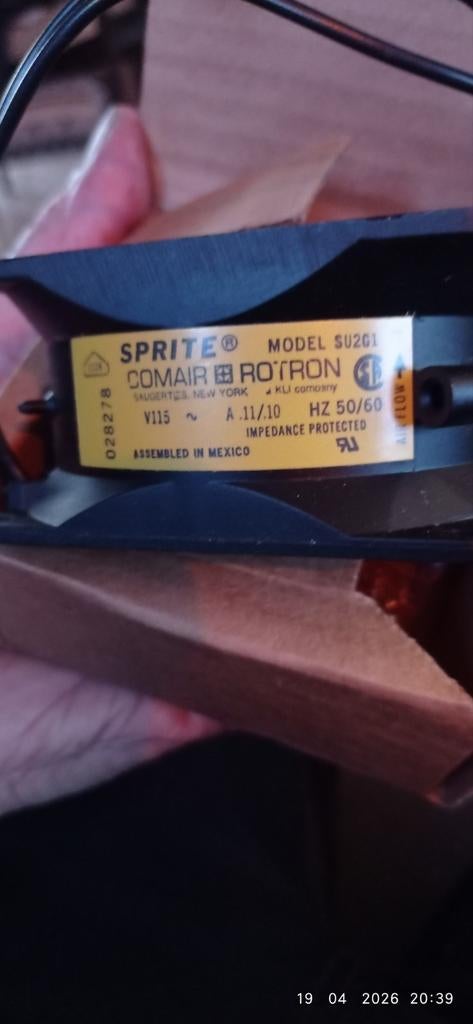 SPRITE® MODEL SU2G1
COMAIR ROTRON
SAUGERTIES, NEW YORK a KLI company
V115 ~ A .11/.10 HZ 50/60
IMPEDANCE PROTECTED
ASSEMBLED IN MEXICO
028278
AIRFLOW
19 04 2026 20:39